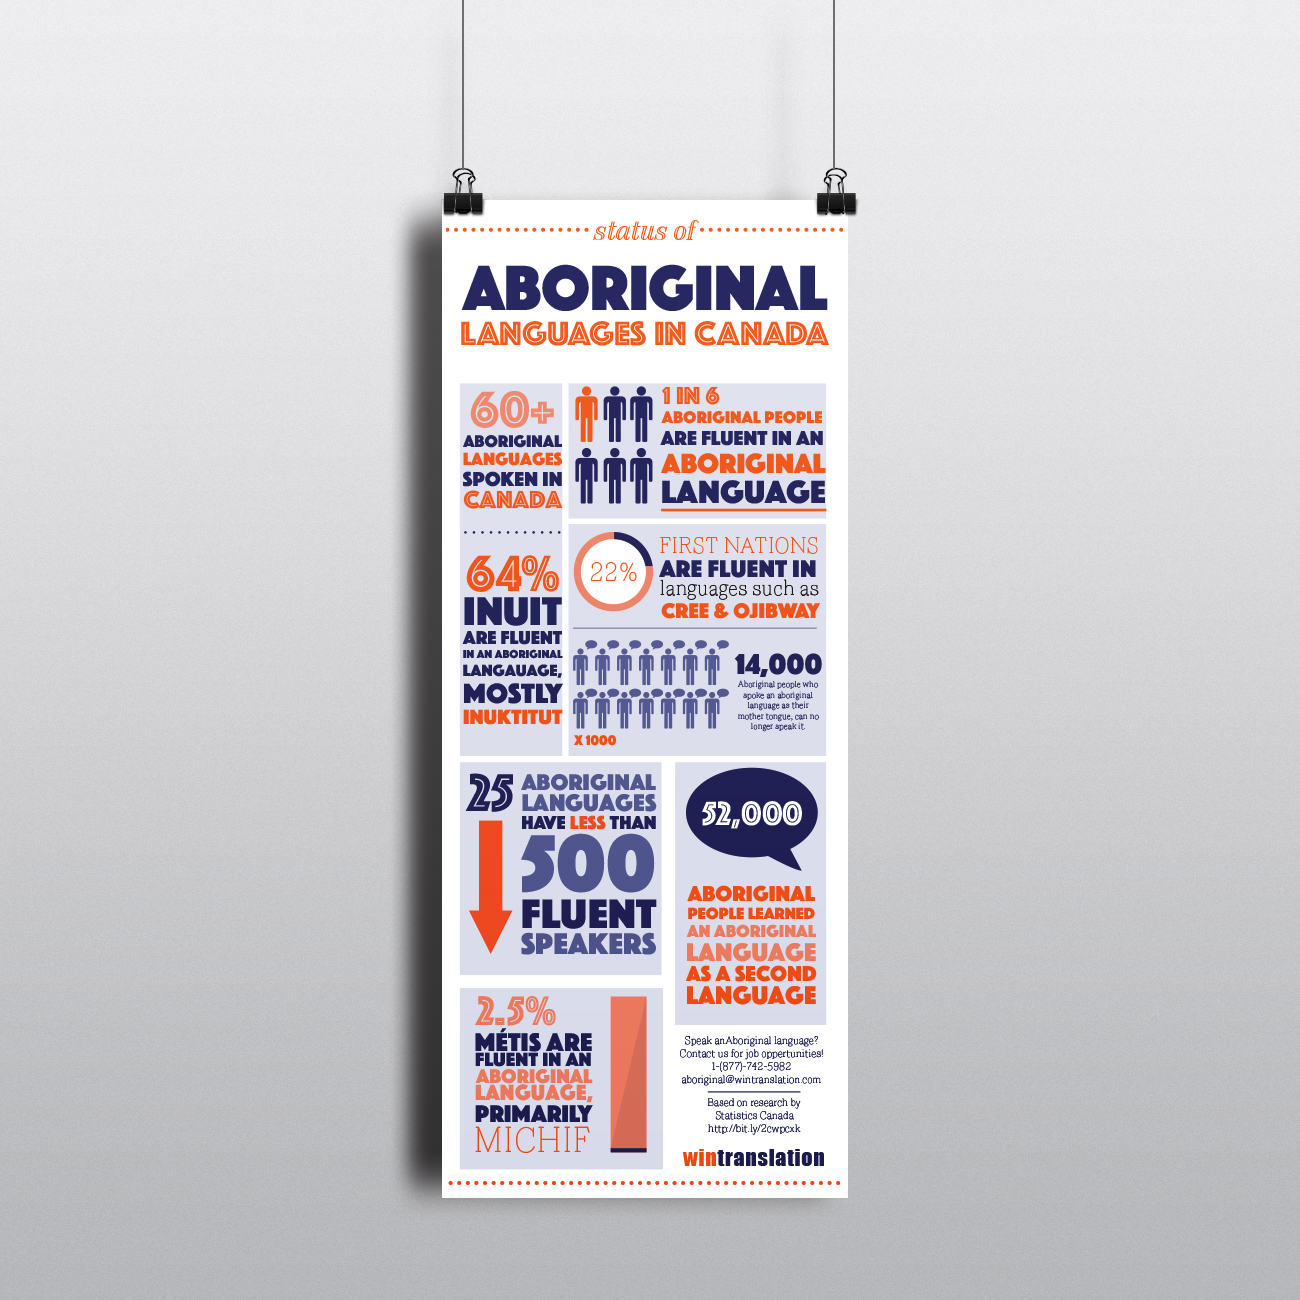 status of
ABORIGINAL
LANGUAGES IN CANADA
60+
ABORIGINAL
LANGUAGES
SPOKEN IN
CANADA
64%
INUIT
ARE FLUENT
IN AN ABORIGINAL
LANGAUAGE,
MOSTLY
INUKTITUT
1 IN 6
ABORIGINAL PEOPLE
ARE FLUENT IN AN
ABORIGINAL
LANGUAGE
22%
FIRST NATIONS
ARE FLUENT IN
languages such as
CREE & OJIBWAY
14,000
Aboriginal people who
spoke an aboriginal
language as their
mother tongue, can no
longer speak it.
X 1000
25
ABORIGINAL
LANGUAGES
HAVE LESS THAN
500
FLUENT
SPEAKERS
52,000
ABORIGINAL
PEOPLE LEARNED
AN ABORIGINAL
LANGUAGE
AS A SECOND
LANGUAGE
2.5%
MÉTIS ARE
FLUENT IN AN
ABORIGINAL
LANGUAGE,
PRIMARILY
MICHIF
Speak anAboriginal language?
Contact us for job opportunities!
1-(877)-742-5982
aboriginal@wintranslation.com
Based on research by
Statistics Canada
http://bit.ly/2cwpcxk
wintranslation